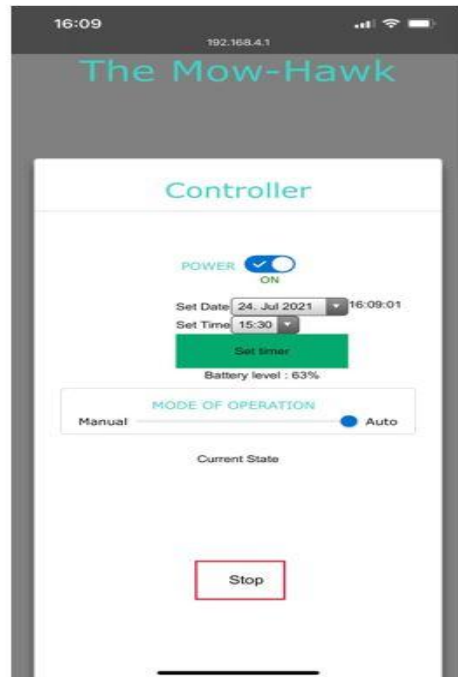 16:09
192.168.4.1
The Mow-Hawk
Controller
POWER
ON
Set Date 24. Jul 2021 16:09:01
Set Time 15:30
Set timer
Battery level : 63%
MODE OF OPERATION
Manual Auto
Current State
Stop